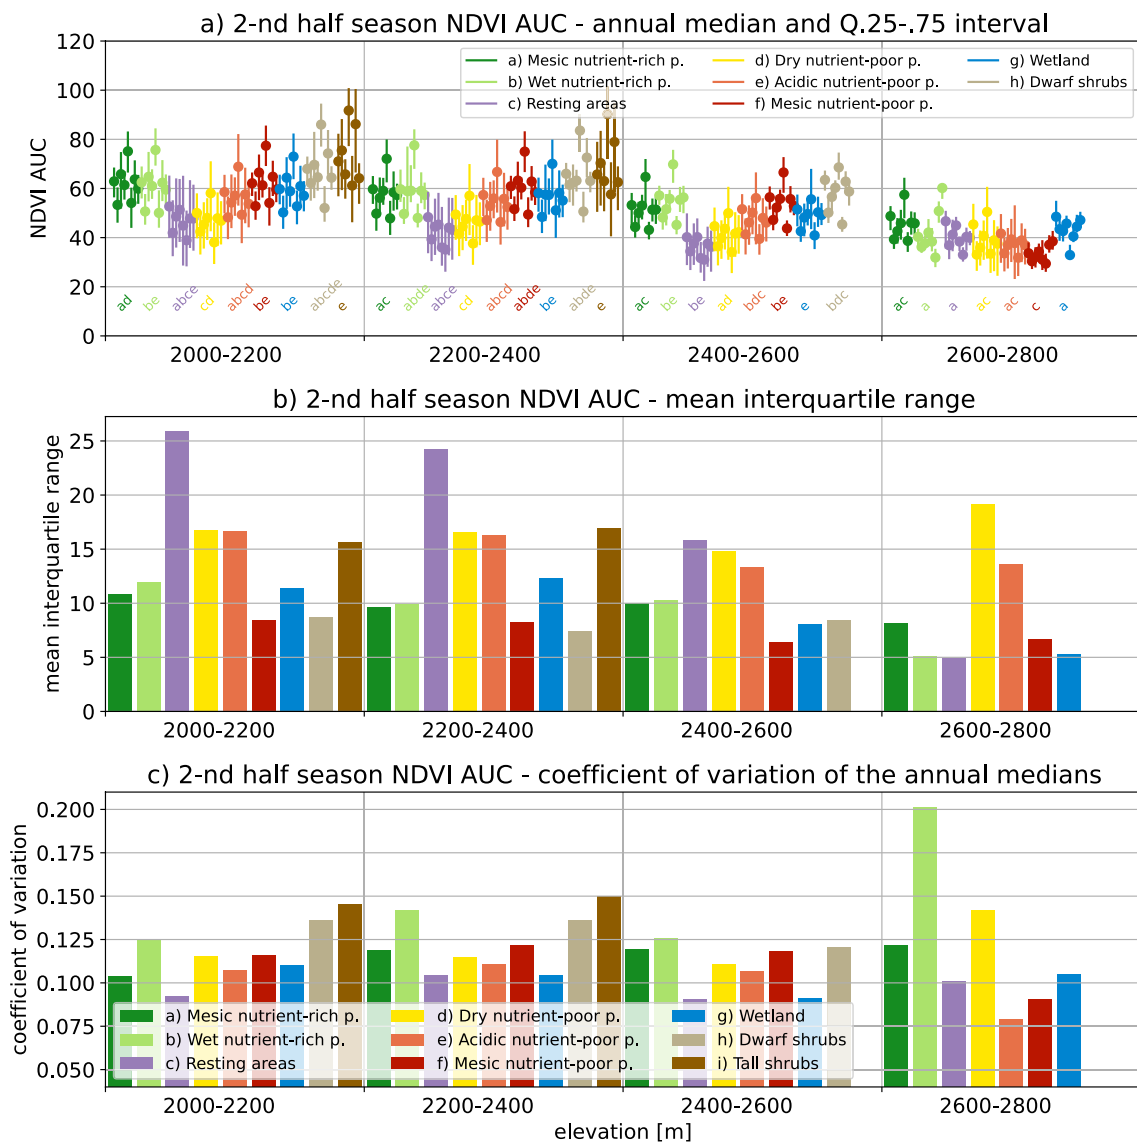 a) 2-nd half season NDVI AUC - annual median and Q.25-.75 interval
120
100
80
60
40
20
0
NDVI AUC
a) Mesic nutrient-rich p.
b) Wet nutrient-rich p.
c) Resting areas
d) Dry nutrient-poor p.
e) Acidic nutrient-poor p.
f) Mesic nutrient-poor p.
g) Wetland
h) Dwarf shrubs
ad be abce cd abcd be be abcde e
ac abde abce cd abcd abde be abde e
ac be be ad bdc be e bdc
ac a a ac ac c a
2000-2200 2200-2400 2400-2600 2600-2800
b) 2-nd half season NDVI AUC - mean interquartile range
25
20
15
10
5
0
mean interquartile range
2000-2200 2200-2400 2400-2600 2600-2800
c) 2-nd half season NDVI AUC - coefficient of variation of the annual medians
0.200
0.175
0.150
0.125
0.100
0.075
0.050
coefficient of variation
a) Mesic nutrient-rich p.
b) Wet nutrient-rich p.
c) Resting areas
d) Dry nutrient-poor p.
e) Acidic nutrient-poor p.
f) Mesic nutrient-poor p.
g) Wetland
h) Dwarf shrubs
i) Tall shrubs
2000-2200 2200-2400 2400-2600 2600-2800
elevation [m]